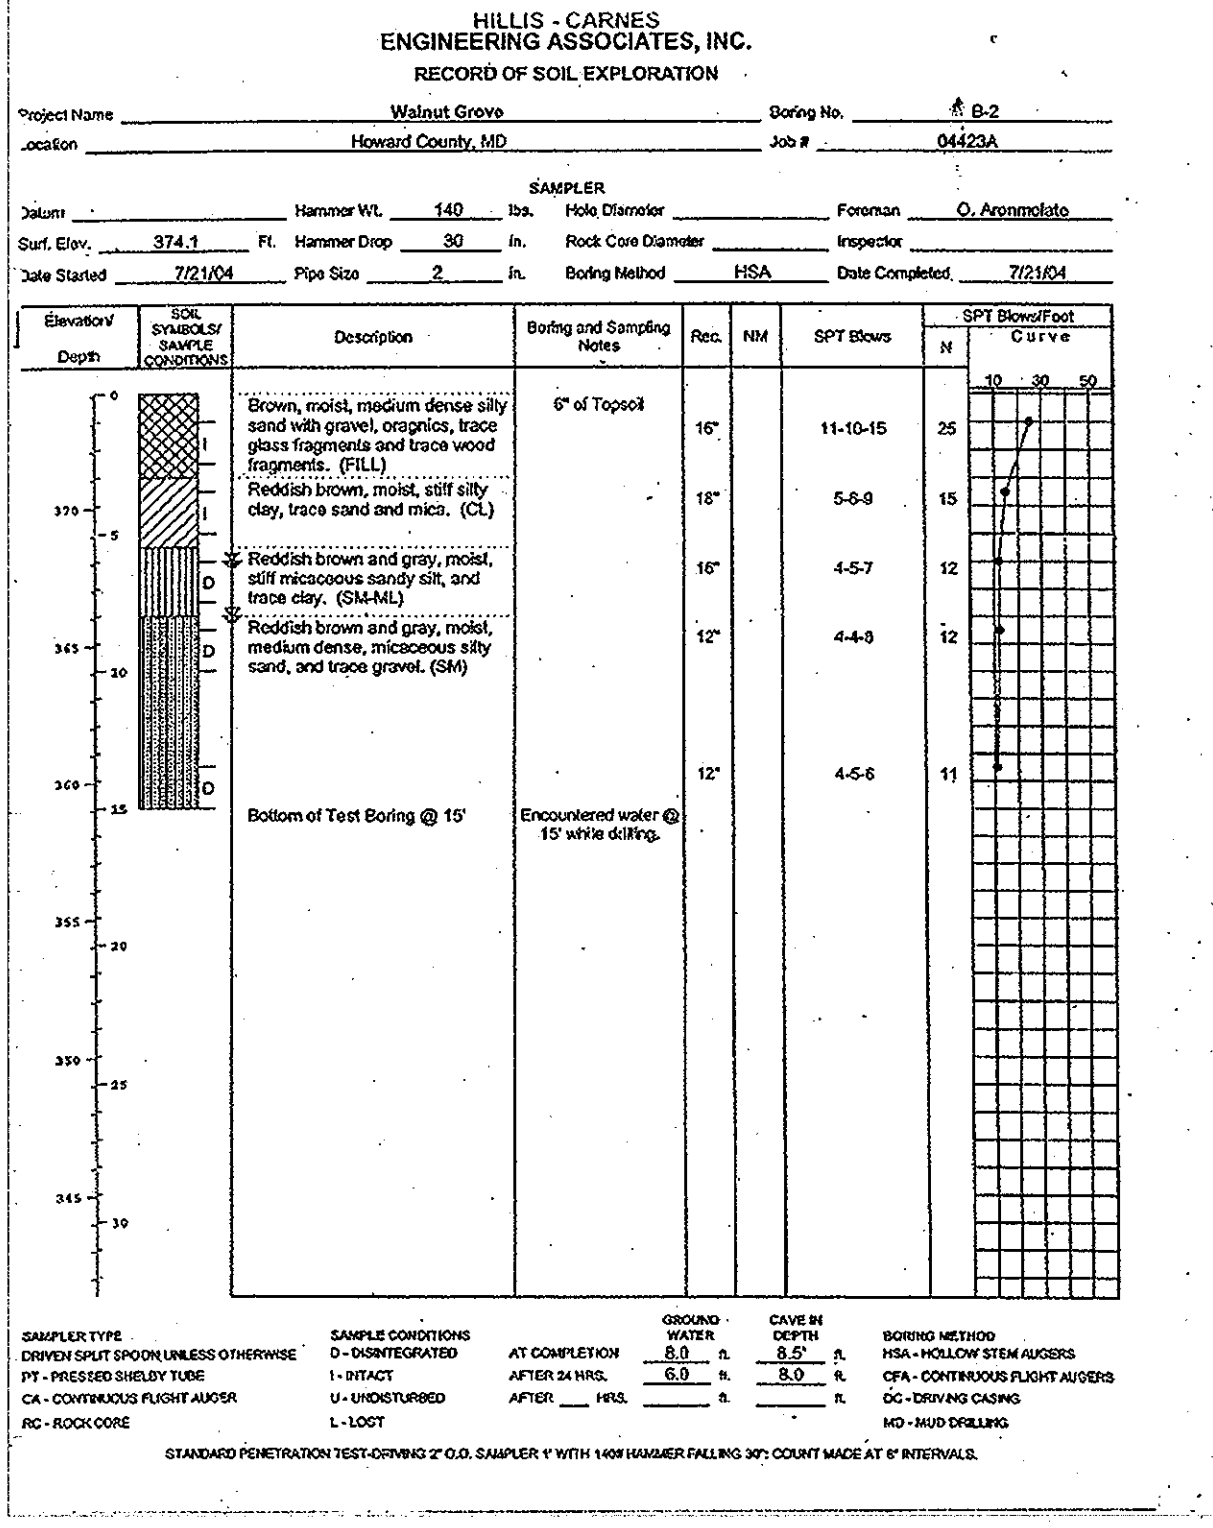 HILLIS - CARNES
ENGINEERING ASSOCIATES, INC.
RECORD OF SOIL EXPLORATION
Project Name Walnut Grove Boring No. B-2
Location Howard County, MD Job # 04423A
SAMPLER
Datum Hammer Wt. 140 lbs. Hole Diameter Foreman O. Aronmolate
Surf. Elev. 374.1 Ft. Hammer Drop 30 in. Rock Core Diameter Inspector
Date Started 7/21/04 Pipe Size 2 in. Boring Method HSA Date Completed 7/21/04
Elevation/ Depth
SOIL SYMBOLS/ SAMPLE CONDITIONS
Description
Boring and Sampling Notes
Rec.
NM
SPT Blows
SPT Blows/Foot
N
Curve
10 30 50
0
Brown, moist, medium dense silty 6" of Topsoil
sand with gravel, oragnics, trace 16" 11-10-15 25
I glass fragments and trace wood
fragments. (FILL)
Reddish brown, moist, stiff silty 18" 5-6-9 15
370 I clay, trace sand and mica. (CL)
5
Reddish brown and gray, moist, 16" 4-5-7 12
D stiff micaceous sandy silt, and
trace clay. (SM-ML)
Reddish brown and gray, moist, 12" 4-4-8 12
365 D medium dense, micaceous silty
10 sand, and trace gravel. (SM)
12" 4-5-6 11
360 D
15 Bottom of Test Boring @ 15' Encountered water @
15' while drilling.
355
20
350
25
345
30
SAMPLER TYPE
DRIVEN SPLIT SPOON UNLESS OTHERWISE
PT - PRESSED SHELBY TUBE
CA - CONTINUOUS FLIGHT AUGER
RC - ROCK CORE
SAMPLE CONDITIONS
D - DISINTEGRATED
I - INTACT
U - UNDISTURBED
L - LOST
GROUND WATER CAVE IN DEPTH
AT COMPLETION 8.0 ft. 8.5' ft.
AFTER 24 HRS. 6.0 ft. 8.0 ft.
AFTER HRS. ft. ft.
BORING METHOD
HSA - HOLLOW STEM AUGERS
CFA - CONTINUOUS FLIGHT AUGERS
DC - DRIVING CASING
MD - MUD DRILLING
STANDARD PENETRATION TEST-DRIVING 2" O.D. SAMPLER 1' WITH 140# HAMMER FALLING 30": COUNT MADE AT 6" INTERVALS.